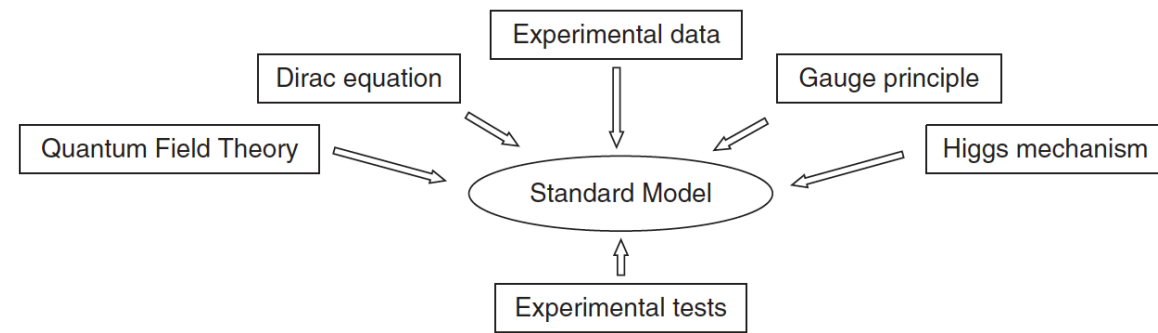 Experimental data
Dirac equation
Gauge principle
Quantum Field Theory
Higgs mechanism
Standard Model
Experimental tests